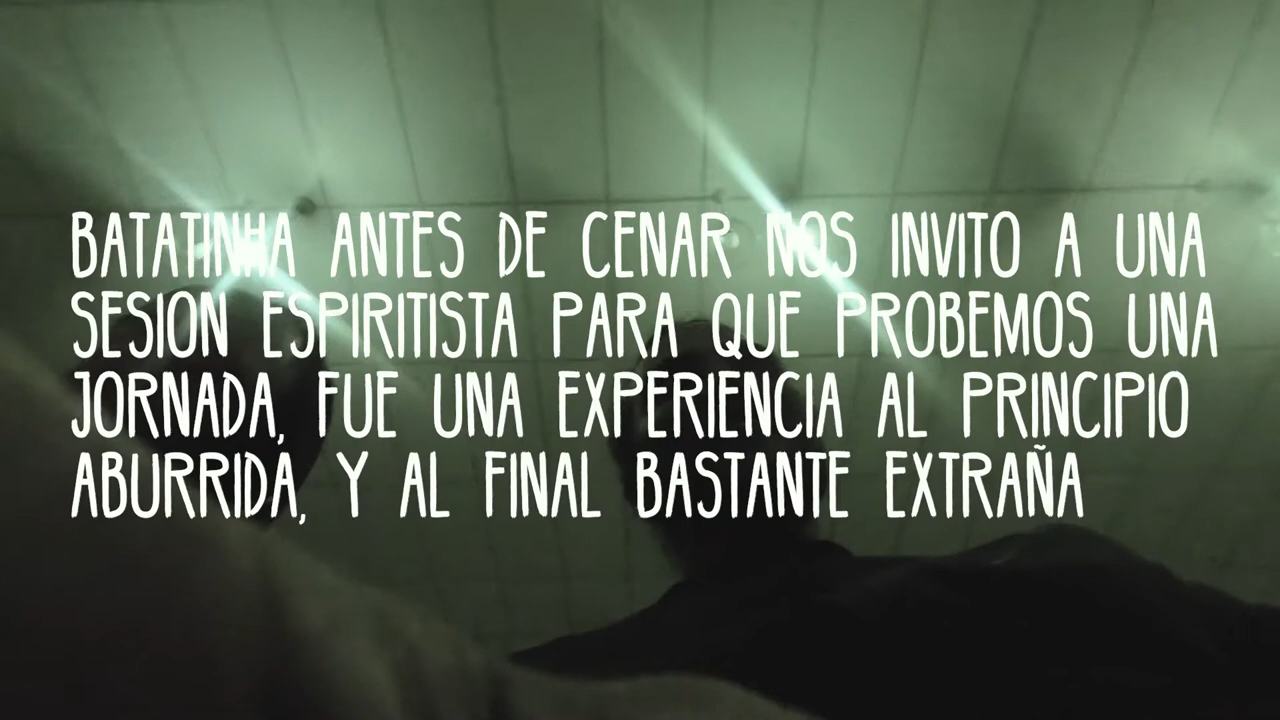 BATATINHA ANTES DE CENAR NOS INVITO A UNA
SESION ESPIRITISTA PARA QUE PROBEMOS UNA
JORNADA, FUE UNA EXPERIENCIA AL PRINCIPIO
ABURRIDA, Y AL FINAL BASTANTE EXTRAÑA